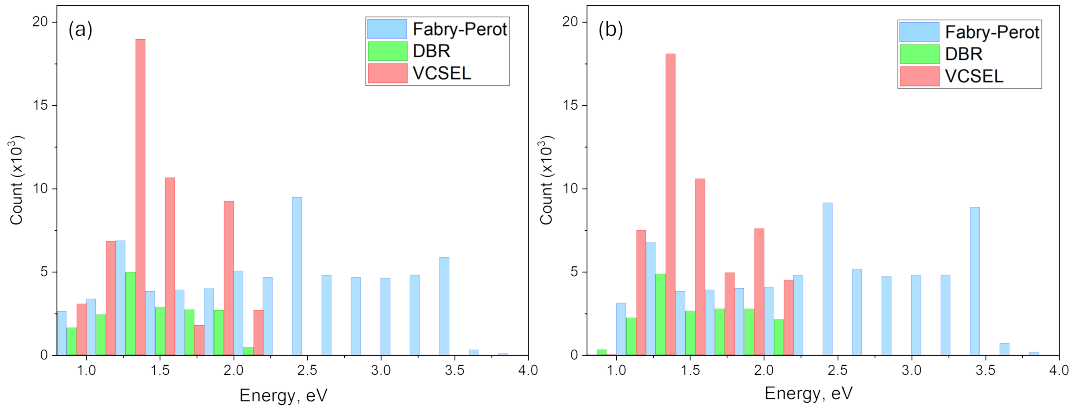 (a)
Fabry-Perot
DBR
VCSEL
20
15
10
5
0
Count (x10³)
1.0 1.5 2.0 2.5 3.0 3.5 4.0
Energy, eV
(b)
Fabry-Perot
DBR
VCSEL
20
15
10
5
0
Count (x10³)
1.0 1.5 2.0 2.5 3.0 3.5 4.0
Energy, eV